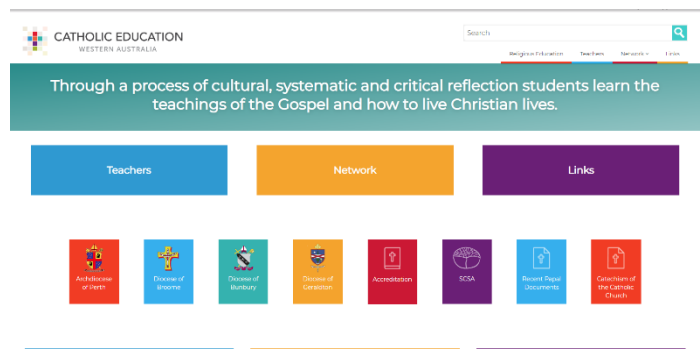 CATHOLIC EDUCATION
WESTERN AUSTRALIA
Search
Religious Education Teachers Network Links
Through a process of cultural, systematic and critical reflection students learn the
teachings of the Gospel and how to live Christian lives.
Teachers
Network
Links
Archdiocese
of Perth
Diocese of
Broome
Diocese of
Bunbury
Diocese of
Geraldton
Accreditation
SCSA
Recent Papal
Documents
Catechism of
the Catholic
Church